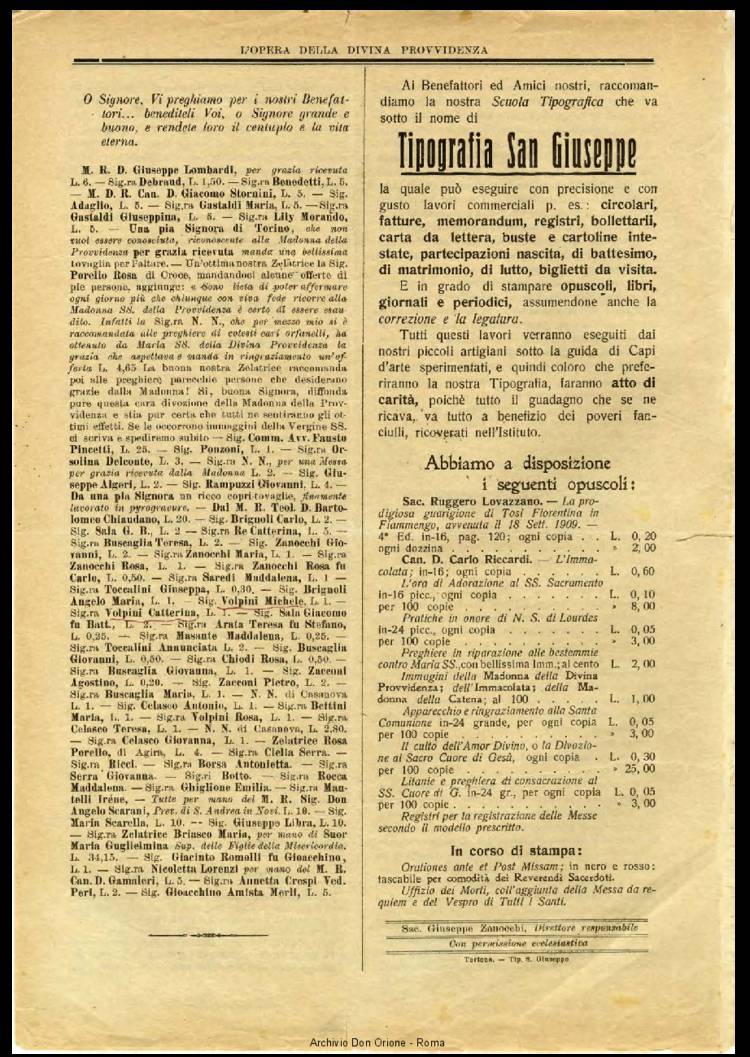 L'OPERA DELLA DIVINA PROVVIDENZA
O Signore, Vi preghiamo per i nostri Benefat-
tori... benediteli Voi, o Signore grande e
buono, e rendete loro il centuplo e la vita
eterna.
M. R. D. Giuseppe Lombardi, per grazia ricevuta
L. 6. — Sig.ra Debraud, L. 1,50. — Sig.ra Benedetti, L. 5.
— M. D. R. Can. D. Giacomo Stornini, L. 5. — Sig.
Adaglio, L. 5. — Sig.ra Gastaldi Maria, L. 5. — Sig.ra
Gastaldi Giuseppina, L. 5. — Sig.ra Lily Morando,
L. 5. — Una pia Signora di Torino, che non
vuol essere conosciuta, riconoscente alla Madonna della
Provvidenza per grazia ricevuta manda una bellissima
tovaglia per l'altare. — Un'ottima nostra Zelatrice la Sig.
Porello Rosa di Croce, mandandoci alcune offerte di
pie persone, aggiunge: « Sono lieta di poter affermare
ogni giorno più che chiunque con viva fede ricorre alla
Madonna SS. della Provvidenza è certo di essere esau-
dito. Infatti la Sig.ra N. N., che per mezzo mio si è
raccomandata alle preghiere di cotesti cari orfanelli, ha
ottenuto da Maria SS. della Divina Provvidenza la
grazia che aspettava e manda in ringraziamento un'of-
ferta L. 4,65 La buona nostra Zelatrice raccomanda
poi alle preghiere parecchie persone che desiderano
grazie dalla Madonna! Sì, buona Signora, diffonda
pure questa cara divozione della Madonna della Prov-
videnza e stia pur certa che tutti ne sentiranno gli ot-
timi effetti. Se le occorrono immaggini della Vergine SS.
ci scriva e spediremo subito — Sig. Comm. Avv. Fausto
Pincetti, L. 25. — Sig. Ponzoni, L. 1. — Sig.ra Or-
solina Delconte, L. 3. — Sig.ra N. N., per una Messa
per grazia ricevuta dalla Madonna L. 2. — Sig. Giu-
seppe Algeri, L. 2. — Sig. Rampuzzi Giovanni, L. 4. —
Da una pia Signora un ricco copri-tovaglie, finamente
lavorato in pyrogravure. — Dal M. R. Teol. D. Barto-
lomeo Chiaudano, L. 20. — Sig. Brignoli Carlo, L. 2. —
Sig. Sala G. B., L. 2 — Sig.ra Re Catterina, L. 5. —
Sig.ra Buscaglia Teresa, L. 2. — Sig. Zanocchi Gio-
vanni, L. 2. — Sig.ra Zanocchi Maria, L. 1. — Sig.ra
Zanocchi Rosa, L. 1. — Sig.ra Zanocchi Rosa fu
Carlo, L. 0,50. — Sig.ra Saredi Maddalena, L. 1 —
Sig.ra Toccalini Giuseppa, L. 0,30. — Sig. Brignoli
Angelo Maria, L. 1. — Sig. Volpini Michele, L. 1. —
Sig.ra Volpini Catterina, L. 1. — Sig. Sala Giacomo
fu Batt., L. 2. — Sig.ra Arata Teresa fu Stefano,
L. 0,25. — Sig.ra Masante Maddalena, L. 0,25. —
Sig.ra Toccalini Annunciata L. 2. — Sig. Buscaglia
Giovanni, L. 0,50. — Sig.ra Chiodi Rosa, L. 0,50. —
Sig.ra Buscaglia Giovanna, L. 1. — Sig. Zacconi
Agostino, L. 0,20. — Sig. Zacconi Pietro, L. 2. —
Sig.ra Buscaglia Maria, L. 1. — N. N. di Casanova
L. 1. — Sig. Celasco Antonio, L. 1. — Sig.ra Bettini
Maria, L. 1. — Sig.ra Volpini Rosa, L. 1. — Sig.ra
Celasco Teresa, L. 1. — N. N. di Casanova, L. 2,80.
— Sig.ra Celasco Giovanna, L. 1. — Zelatrice Rosa
Porello, di Agira, L. 4. — Sig.ra Ciella Serra. —
Sig.ra Ricci. — Sig.ra Borsa Antonietta. — Sig.ra
Serra Giovanna. — Sig.ri Botto. — Sig.ra Rocca
Maddalena. — Sig.ra Ghiglione Emilia. — Sig.ra Man-
telli Iréne, — Tutte per mano del M. R. Sig. Don
Angelo Scarani, Prev. di S. Andrea in Novi. L. 10. — Sig.
Maria Scarella, L. 10. — Sig. Giuseppe Libra, L. 10.
— Sig.ra Zelatrice Briasco Maria, per mano di Suor
Maria Guglielmina Sup. delle Figlie della Misericordia.
L. 34,15. — Sig. Giacinto Romolli fu Gioacchino,
L. 1. — Sig.ra Nicoletta Lorenzi per mano del M. R.
Can. D. Gamaleri, L. 5. — Sig.ra Annetta Crespi Ved.
Peri, L. 2. — Sig. Gioacchino Amista Merli, L. 5.
Ai Benefattori ed Amici nostri, raccoman-
diamo la nostra Scuola Tipografica che va
sotto il nome di
Tipografia San Giuseppe
la quale può eseguire con precisione e con
gusto lavori commerciali p. es.: circolari,
fatture, memorandum, registri, bollettarii,
carta da lettera, buste e cartoline inte-
state, partecipazioni nascita, di battesimo,
di matrimonio, di lutto, biglietti da visita.
E in grado di stampare opuscoli, libri,
giornali e periodici, assumendone anche la
correzione e la legatura.
Tutti questi lavori verranno eseguiti dai
nostri piccoli artigiani sotto la guida di Capi
d'arte sperimentati, e quindi coloro che prefe-
riranno la nostra Tipografia, faranno atto di
carità, poichè tutto il guadagno che se ne
ricava, va tutto a benefizio dei poveri fan-
ciulli, ricoverati nell'Istituto.
Abbiamo a disposizione
i seguenti opuscoli:
Sac. Ruggero Lovazzano. — La pro-
digiosa guarigione di Tosi Fiorentina in
Fiammengo, avvenuta il 18 Sett. 1909. —
4ª Ed. in-16, pag. 120; ogni copia . . L. 0,20
ogni dozzina . . . . . . . . » 2,00
Can. D. Carlo Riccardi. — L'Imma-
colata; in-16; ogni copia . . . . L. 0,60
L'ora di Adorazione al SS. Sacramento
in-16 picc., ogni copia . . . . . . L. 0,10
per 100 copie . . . . . . . . » 8,00
Pratiche in onore di N. S. di Lourdes
in-24 picc., ogni copia . . . . . . L. 0,05
per 100 copie . . . . . . . . » 3,00
Preghiere in riparazione alle bestemmie
contro Maria SS., con bellissima Imm.; al cento L. 2,00
Immagini della Madonna della Divina
Provvidenza; dell'Immacolata; della Ma-
donna della Catena; al 100 . . . . L. 1,00
Apparecchio e ringraziamento alla Santa
Comunione in-24 grande, per ogni copia L. 0,05
per 100 copie . . . . . . . . » 3,00
Il culto dell'Amor Divino, o la Divozio-
ne al Sacro Cuore di Gesù, ogni copia . L. 0,30
per 100 copie . . . . . . . . » 25,00
Litanie e preghiera di consacrazione al
SS. Cuore di G. in-24 gr., per ogni copia L. 0,05
per 100 copie . . . . . . . . » 3,00
Registri per la registrazione delle Messe
secondo il modello prescritto.
In corso di stampa:
Orationes ante et Post Missam; in nero e rosso:
tascabile per comodità dei Reverendi Sacerdoti.
Uffizio dei Morti, coll'aggiunta della Messa da re-
quiem e del Vespro di Tutti i Santi.
Sac. Giuseppe Zanocchi, Direttore responsabile
Con permissione ecclesiastica
Tortona. — Tip. S. Giuseppe
Archivio Don Orione - Roma